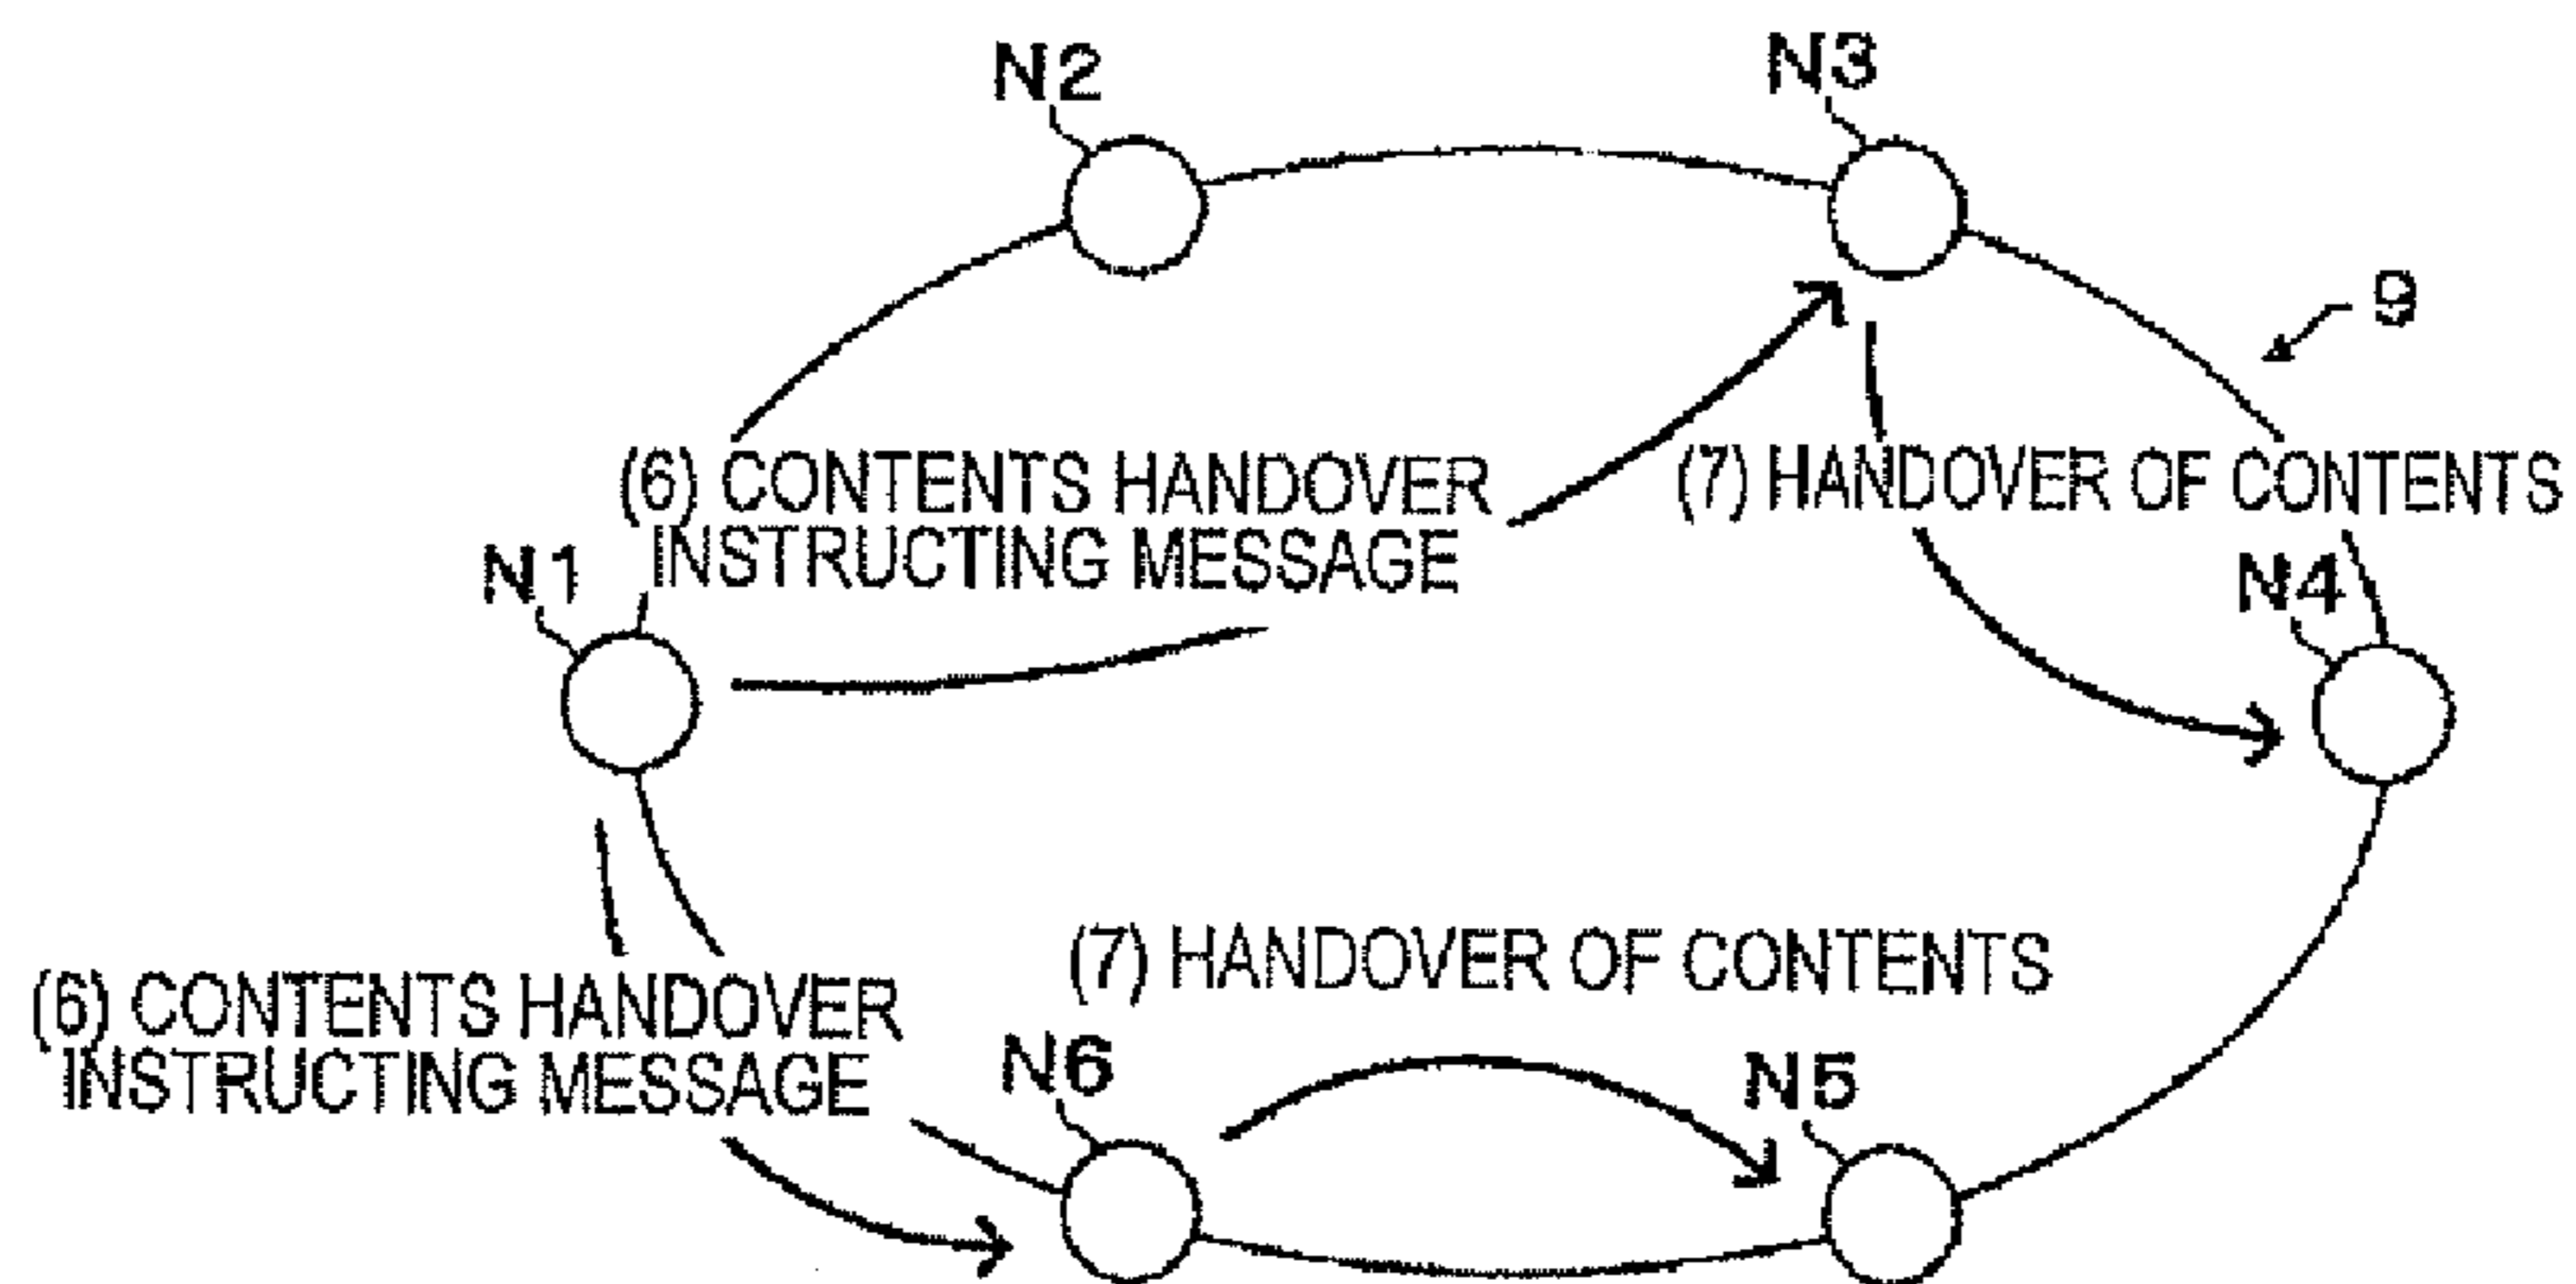 N2
N3
9
(6) CONTENTS HANDOVER
INSTRUCTING MESSAGE
(7) HANDOVER OF CONTENTS
N1
N4
(7) HANDOVER OF CONTENTS
(6) CONTENTS HANDOVER
INSTRUCTING MESSAGE
N6
N5